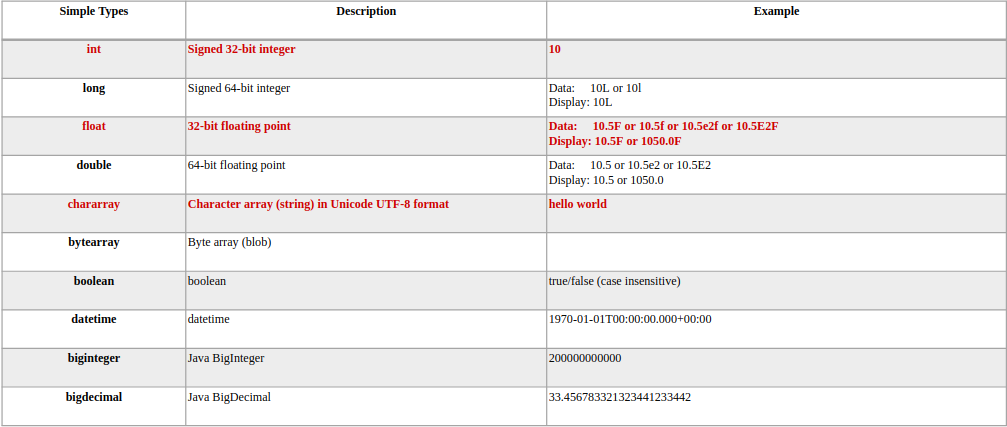 Simple Types Description Example
int Signed 32-bit integer 10
long Signed 64-bit integer Data: 10L or 10l
Display: 10L
float 32-bit floating point Data: 10.5F or 10.5f or 10.5e2f or 10.5E2F
Display: 10.5F or 1050.0F
double 64-bit floating point Data: 10.5 or 10.5e2 or 10.5E2
Display: 10.5 or 1050.0
chararray Character array (string) in Unicode UTF-8 format hello world
bytearray Byte array (blob)
boolean boolean true/false (case insensitive)
datetime datetime 1970-01-01T00:00:00.000+00:00
biginteger Java BigInteger 200000000000
bigdecimal Java BigDecimal 33.456783321323441233442